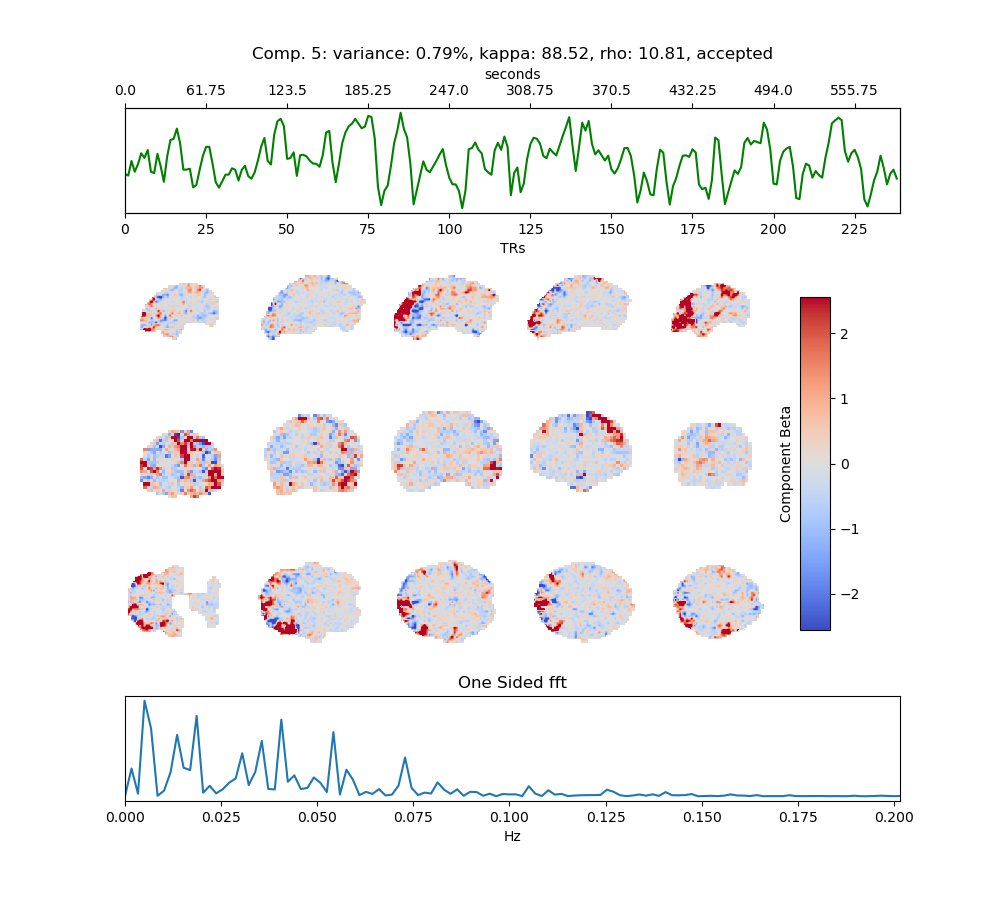 Comp. 5: variance: 0.79%, kappa: 88.52, rho: 10.81, accepted
seconds
0.0 61.75 123.5 185.25 247.0 308.75 370.5 432.25 494.0 555.75
0 25 50 75 100 125 150 175 200 225
TRs
2
1
0
−1
−2
Component Beta
One Sided fft
0.000 0.025 0.050 0.075 0.100 0.125 0.150 0.175 0.200
Hz